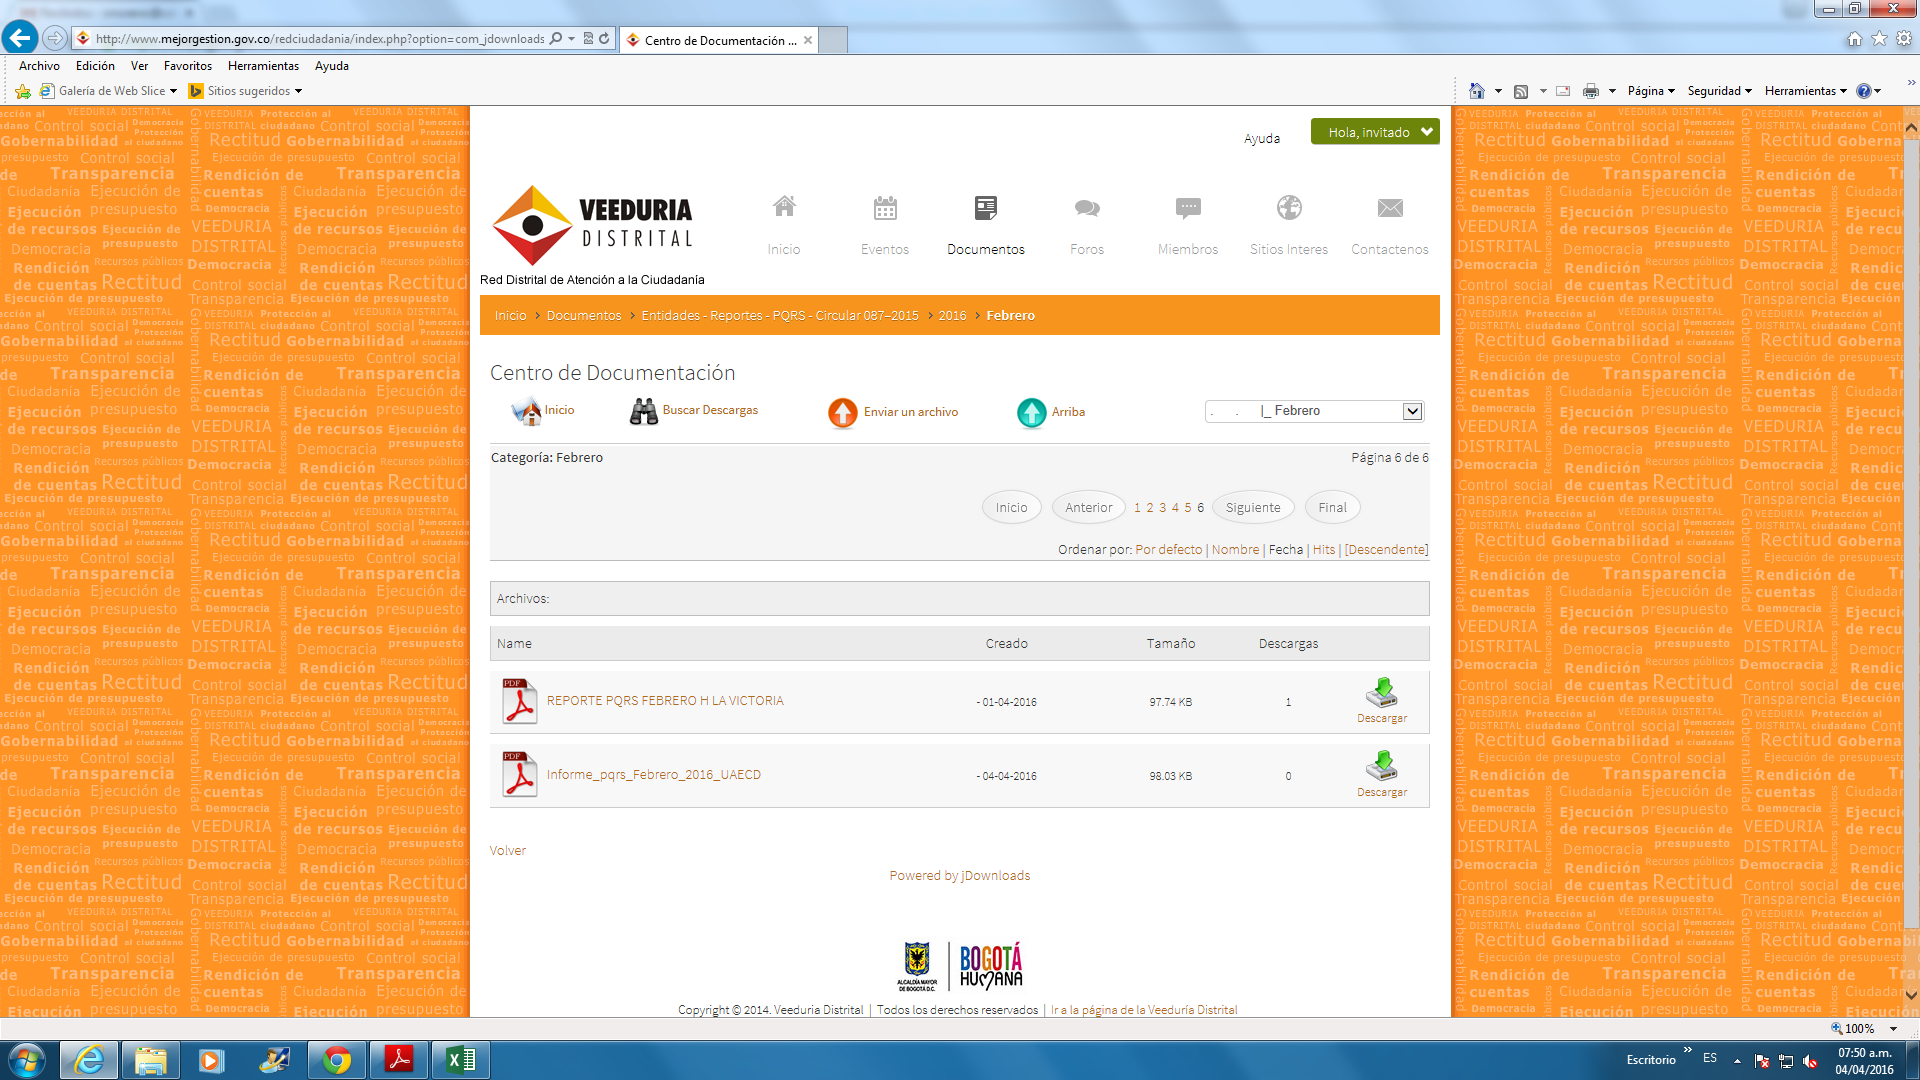 http://www.mejorgestion.gov.co/redciudadania/index.php?option=com_jdownloads
Centro de Documentación ...
Archivo Edición Ver Favoritos Herramientas Ayuda
Galería de Web Slice Sitios sugeridos
Página Seguridad Herramientas
Ayuda
Hola, invitado
VEEDURIA
DISTRITAL
Red Distrital de Atención a la Ciudadanía
Inicio Eventos Documentos Foros Miembros Sitios Interes Contactenos
Inicio > Documentos > Entidades - Reportes - PQRS - Circular 087–2015 > 2016 > Febrero
Centro de Documentación
Inicio Buscar Descargas Enviar un archivo Arriba . . |_ Febrero
Categoría: Febrero Página 6 de 6
Inicio Anterior 1 2 3 4 5 6 Siguiente Final
Ordenar por: Por defecto | Nombre | Fecha | Hits | [Descendente]
Archivos:
Name Creado Tamaño Descargas
REPORTE PQRS FEBRERO H LA VICTORIA - 01-04-2016 97.74 KB 1
Descargar
Informe_pqrs_Febrero_2016_UAECD - 04-04-2016 98.03 KB 0
Descargar
Volver
Powered by jDownloads
ALCALDÍA MAYOR
DE BOGOTÁ D.C.
BOGOTÁ
HUMANA
Copyright © 2014. Veeduria Distrital | Todos los derechos reservados | Ir a la página de la Veeduría Distrital
100%
Escritorio ES
07:50 a.m.
04/04/2016